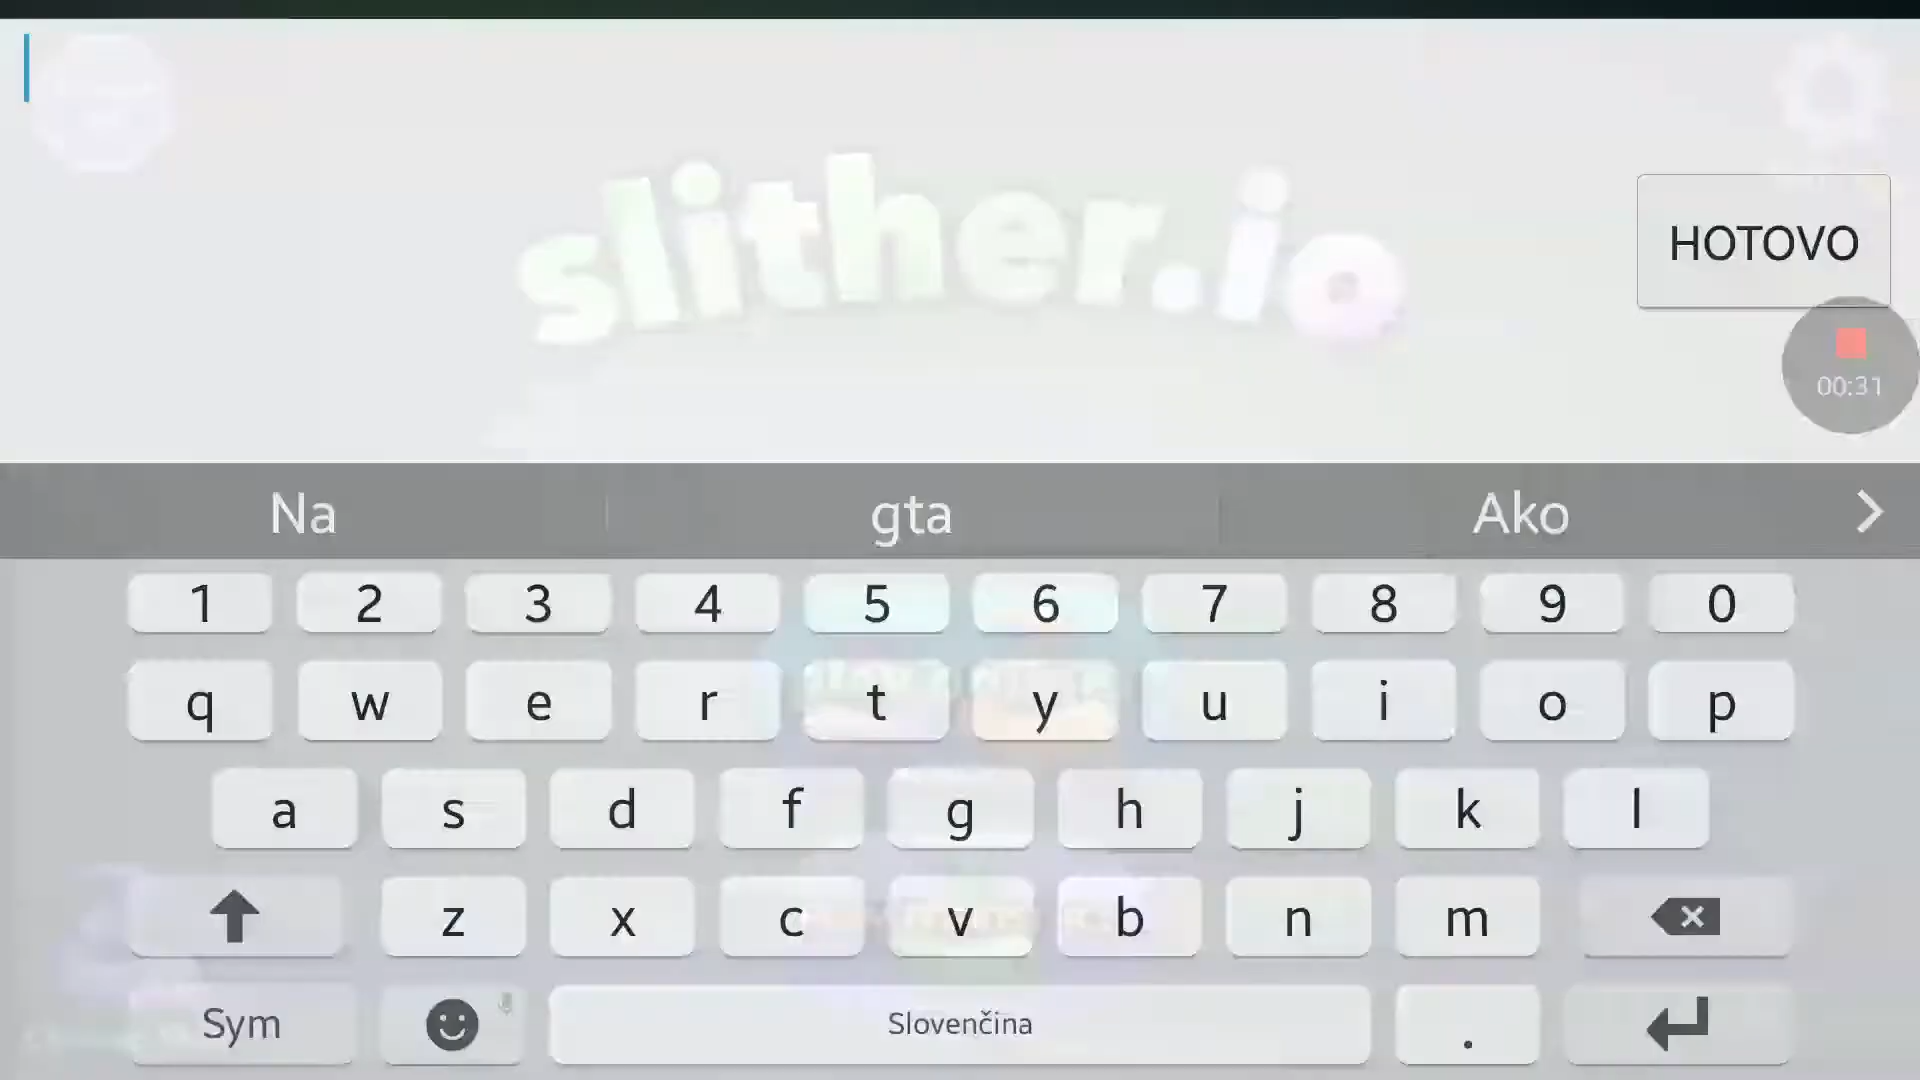 slither.io
HOTOVO
00:31
Na gta Ako
1 2 3 4 5 6 7 8 9 0
q w e r t y u i o p
a s d f g h j k l
z x c v b n m
Sym Slovenčina .